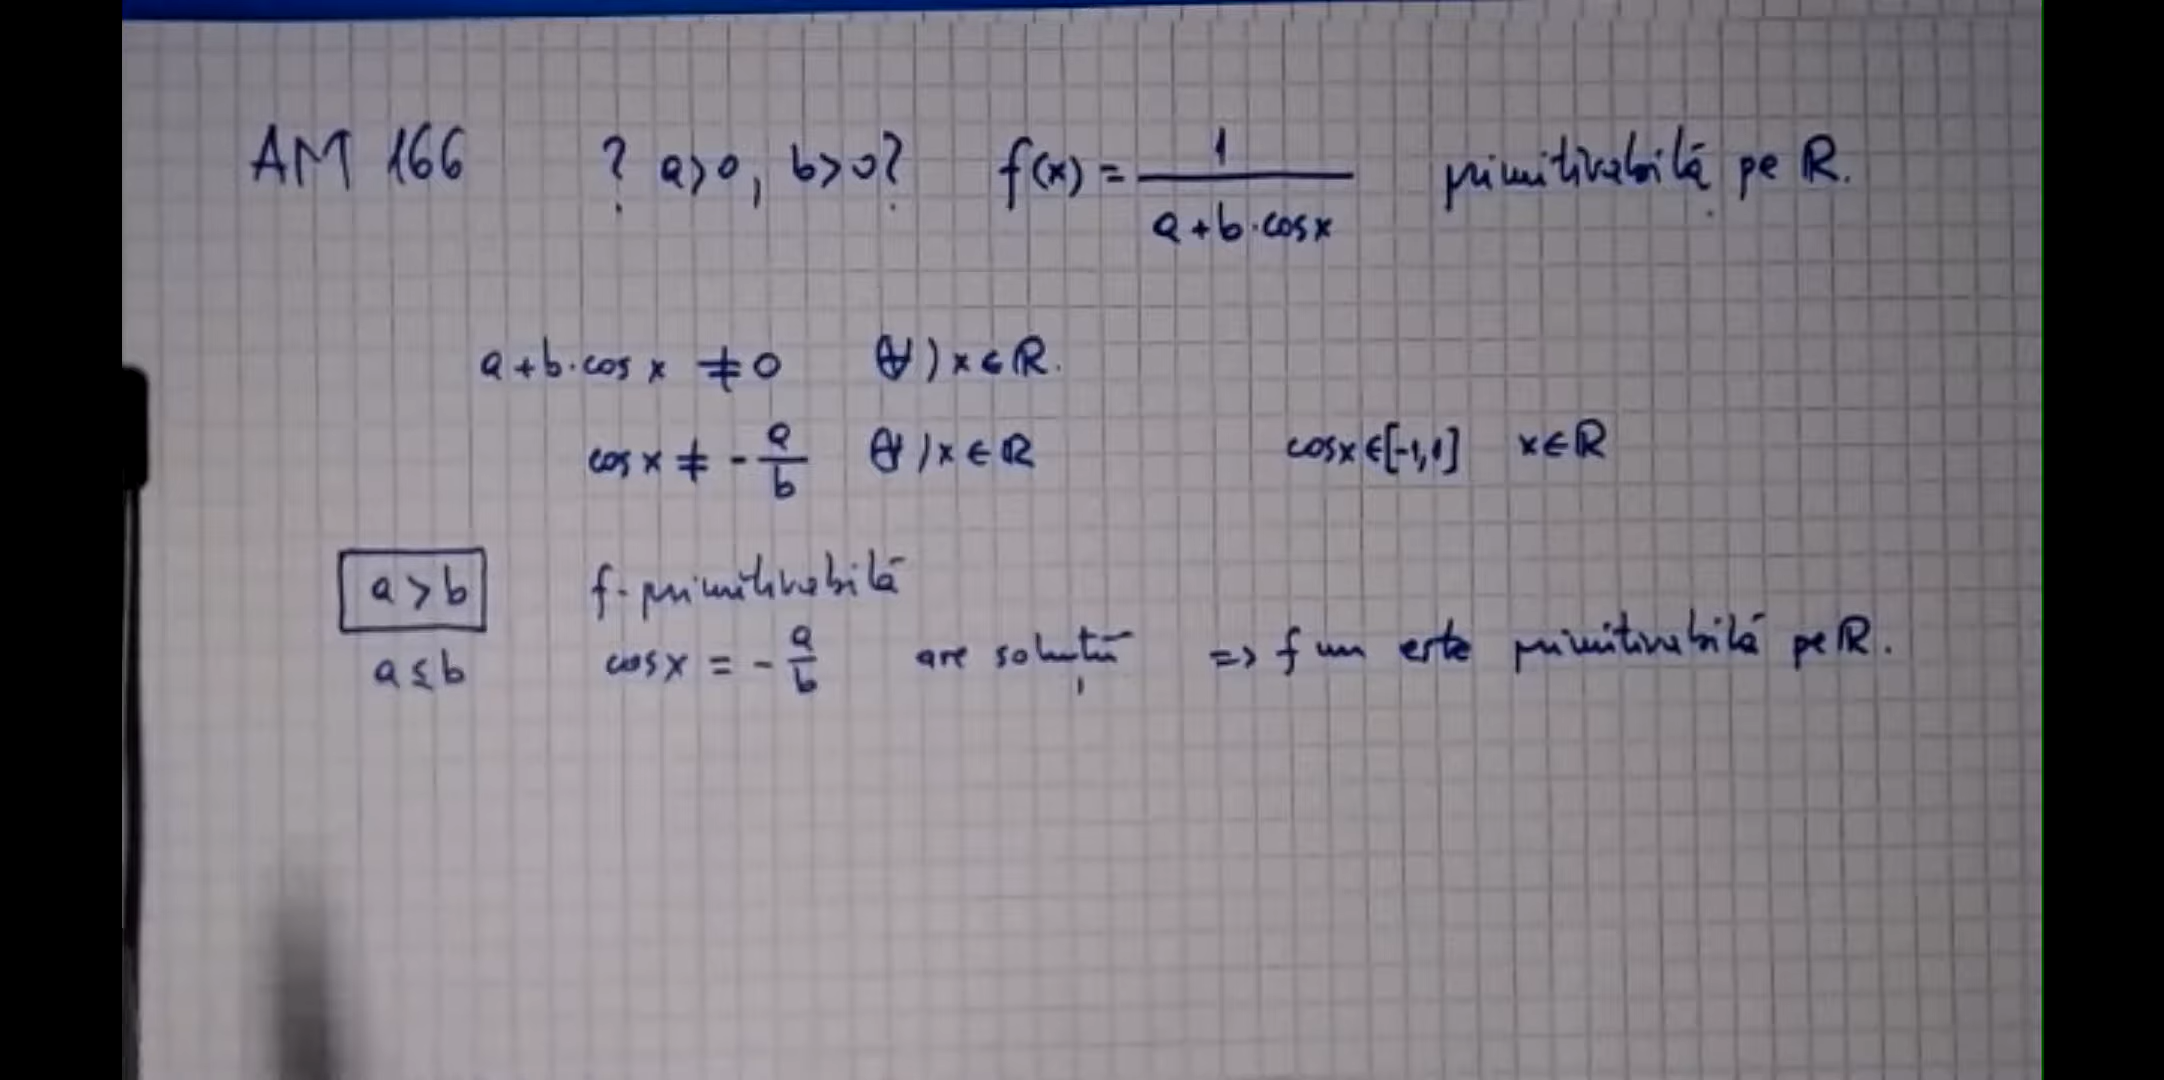 AM 166 ? a>0, b>0? f(x) = 1 / (a+b·cosx) primitivabilă pe ℝ.
a+b·cos x ≠ 0 (∀) x∈ℝ.
cos x ≠ -a/b (∀) x∈ℝ cosx∈[-1,1] x∈ℝ
a>b f-primitivabilă
a≤b cosx = -a/b are soluții => f nu este primitivabilă pe ℝ.